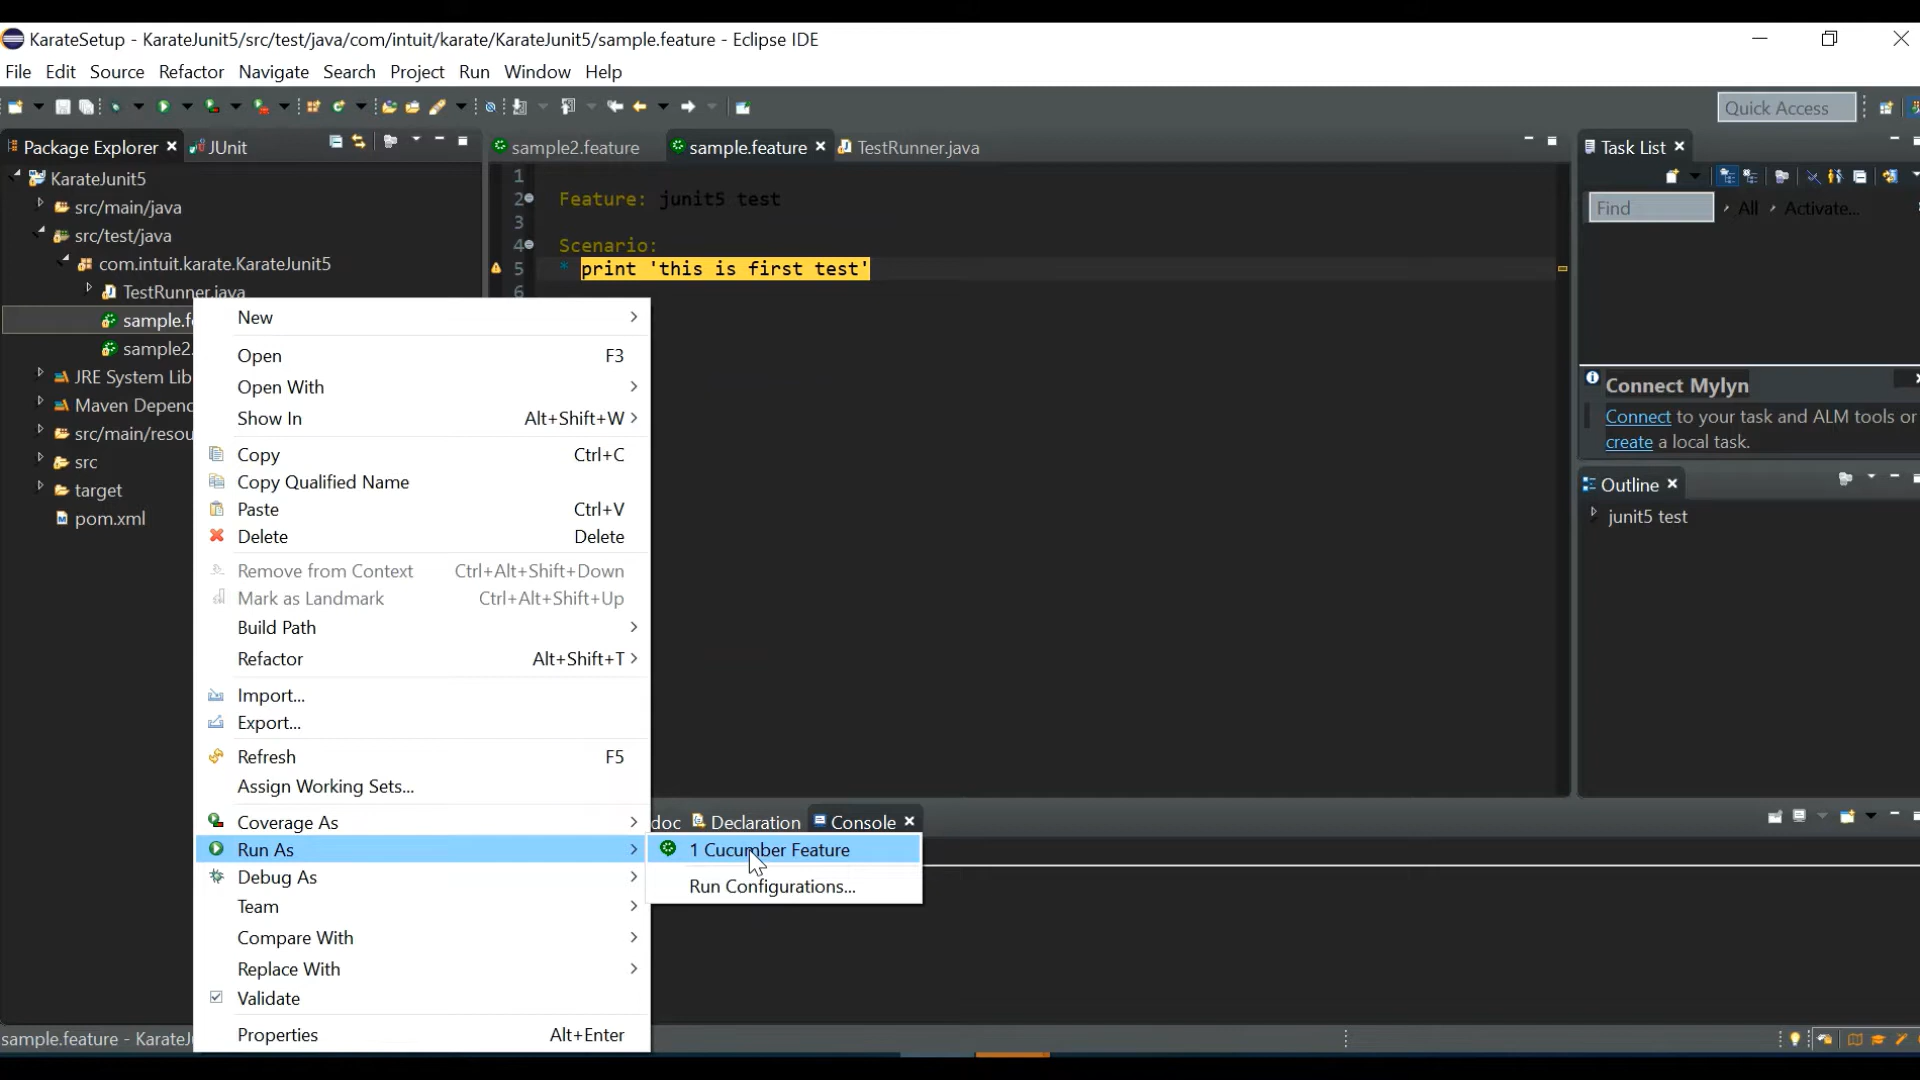 KarateSetup - KarateJunit5/src/test/java/com/intuit/karate/KarateJunit5/sample.feature - Eclipse IDE
File Edit Source Refactor Navigate Search Project Run Window Help
Quick Access
Package Explorer
JUnit
sample2.feature
sample.feature
TestRunner.java
Task List
KarateJunit5
src/main/java
src/test/java
com.intuit.karate.KarateJunit5
TestRunner.java
sample.fe
sample2.
JRE System Lib
Maven Depend
src/main/resou
src
target
pom.xml
1
2 Feature: junit5 test
3
4 Scenario:
5 * print 'this is first test'
6
New
Open F3
Open With
Show In Alt+Shift+W
Copy Ctrl+C
Copy Qualified Name
Paste Ctrl+V
Delete Delete
Remove from Context Ctrl+Alt+Shift+Down
Mark as Landmark Ctrl+Alt+Shift+Up
Build Path
Refactor Alt+Shift+T
Import...
Export...
Refresh F5
Assign Working Sets...
Coverage As
Run As
Debug As
Team
Compare With
Replace With
Validate
Properties Alt+Enter
1 Cucumber Feature
Run Configurations...
doc
Declaration
Console
Find
All
Activate...
Connect Mylyn
Connect to your task and ALM tools or
create a local task.
Outline
junit5 test
sample.feature - KarateJu